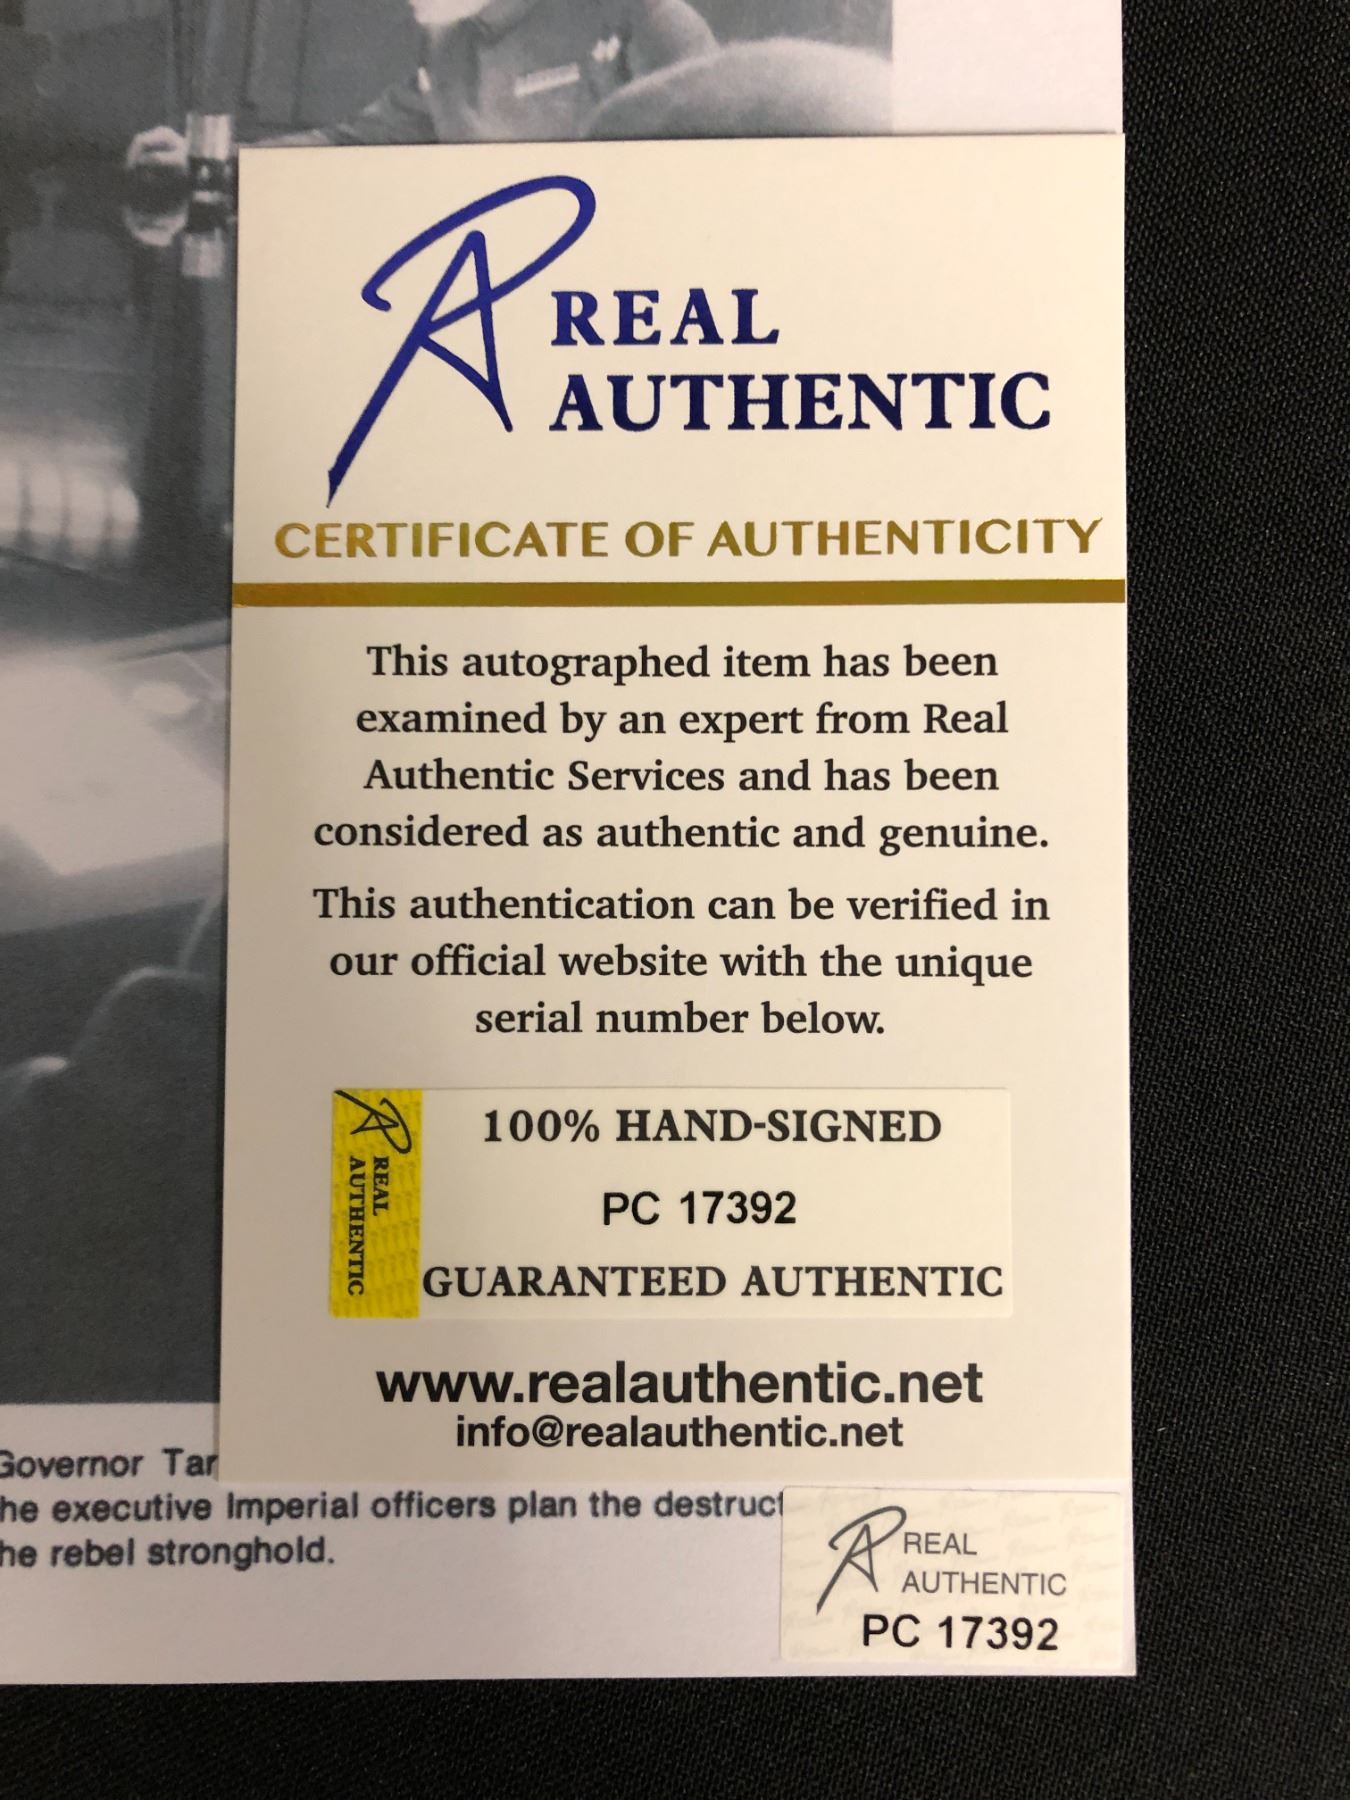 REAL
AUTHENTIC
CERTIFICATE OF AUTHENTICITY
This autographed item has been
examined by an expert from Real
Authentic Services and has been
considered as authentic and genuine.
This authentication can be verified in
our official website with the unique
serial number below.
REAL
AUTHENTIC
100% HAND-SIGNED
PC 17392
GUARANTEED AUTHENTIC
www.realauthentic.net
info@realauthentic.net
Governor Tar
he executive Imperial officers plan the destruct
he rebel stronghold.
REAL
AUTHENTIC
PC 17392